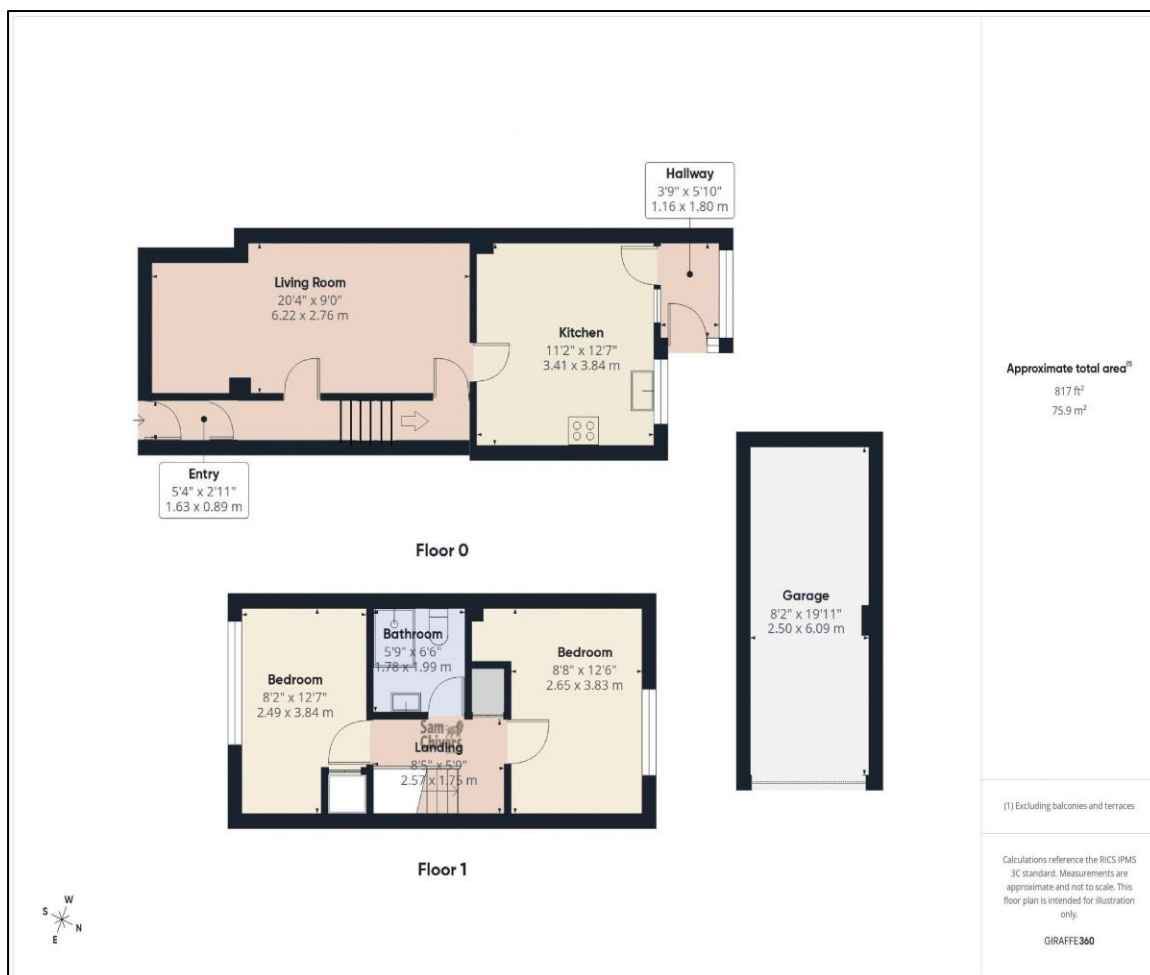 Hallway
3'9" x 5'10"
1.16 x 1.80 m
Living Room
20'4" x 9'0"
6.22 x 2.76 m
Kitchen
11'2" x 12'7"
3.41 x 3.84 m
Entry
5'4" x 2'11"
1.63 x 0.89 m
Floor 0
Bedroom
8'2" x 12'7"
2.49 x 3.84 m
Bathroom
5'9" x 6'6"
1.78 x 1.99 m
Bedroom
8'8" x 12'6"
2.65 x 3.83 m
Sam
Chivers
Landing
8'5" x 5'9"
2.57 x 1.75 m
Floor 1
Garage
8'2" x 19'11"
2.50 x 6.09 m
W
S
N
E
Approximate total area(1)
817 ft²
75.9 m²
(1) Excluding balconies and terraces
Calculations reference the RICS IPMS
3C standard. Measurements are
approximate and not to scale. This
floor plan is intended for illustration
only.
GIRAFFE360